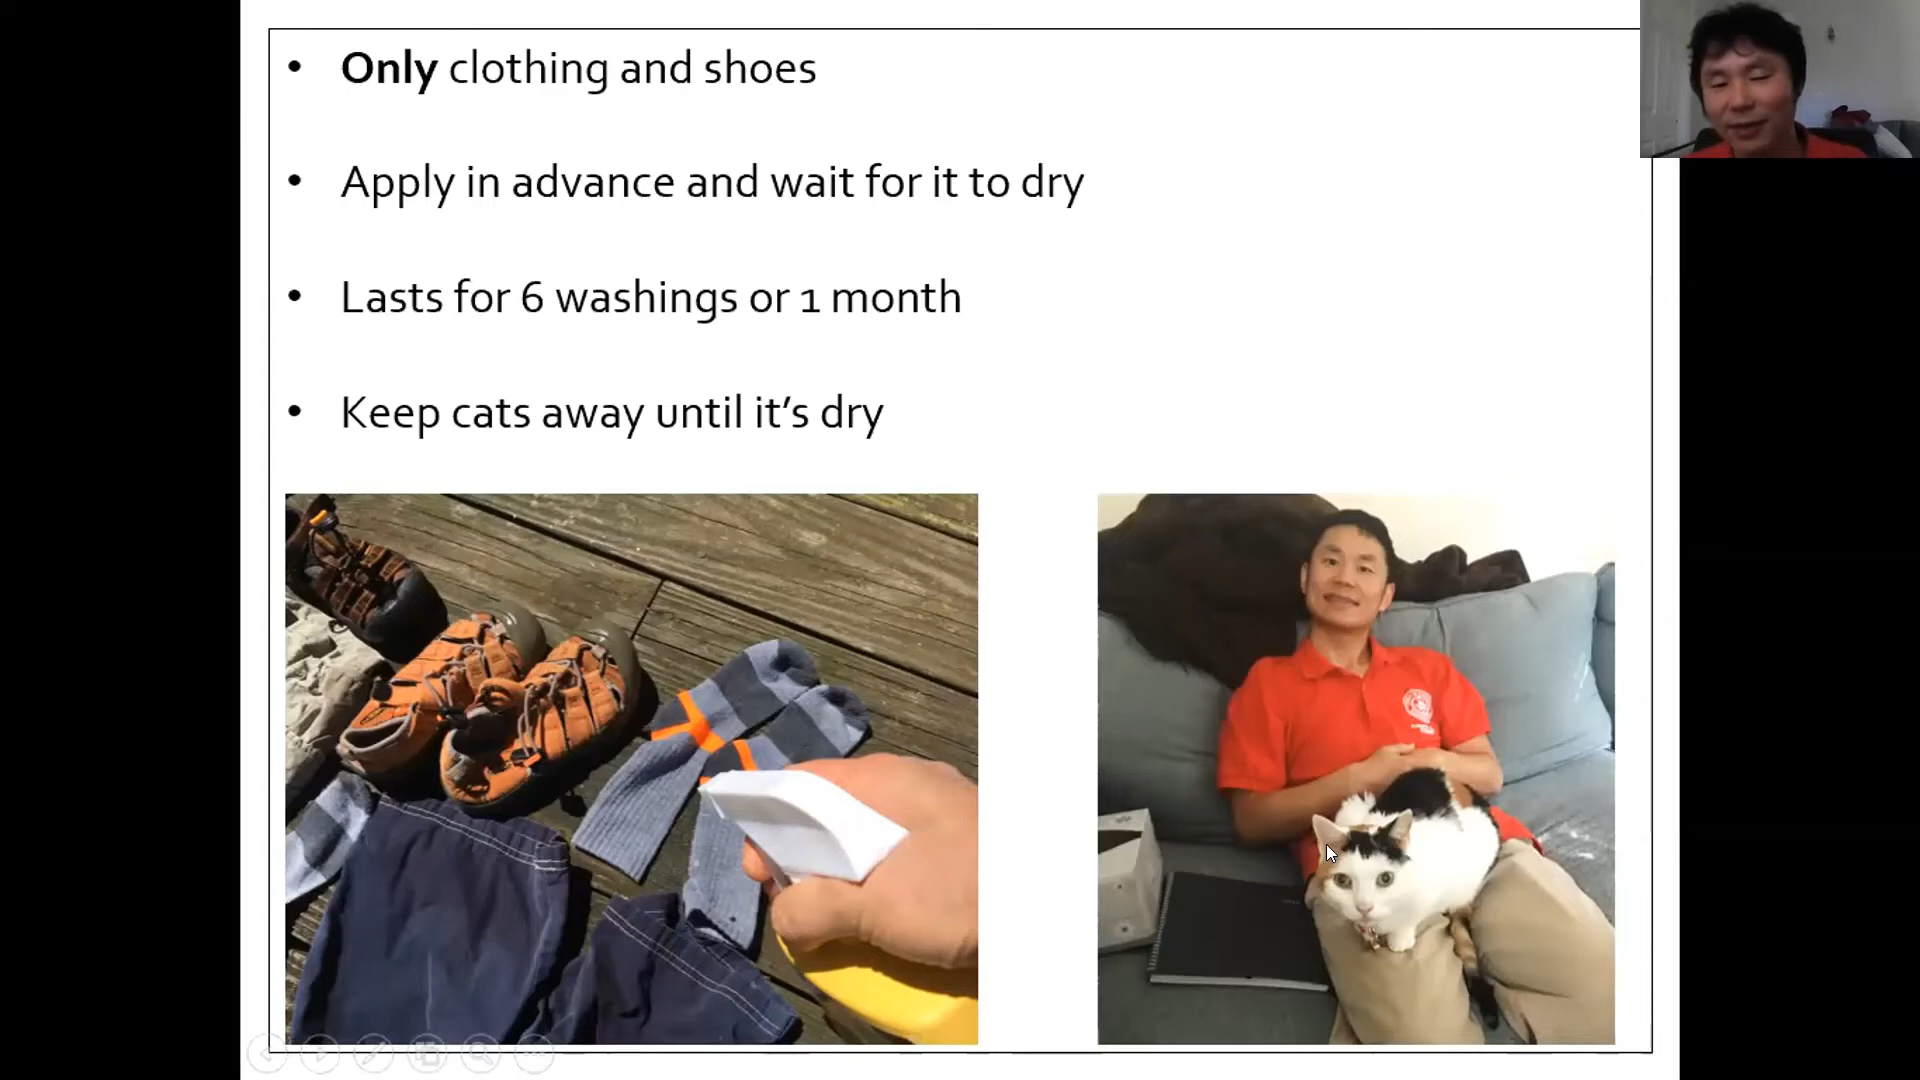 • Only clothing and shoes
• Apply in advance and wait for it to dry
• Lasts for 6 washings or 1 month
• Keep cats away until it's dry